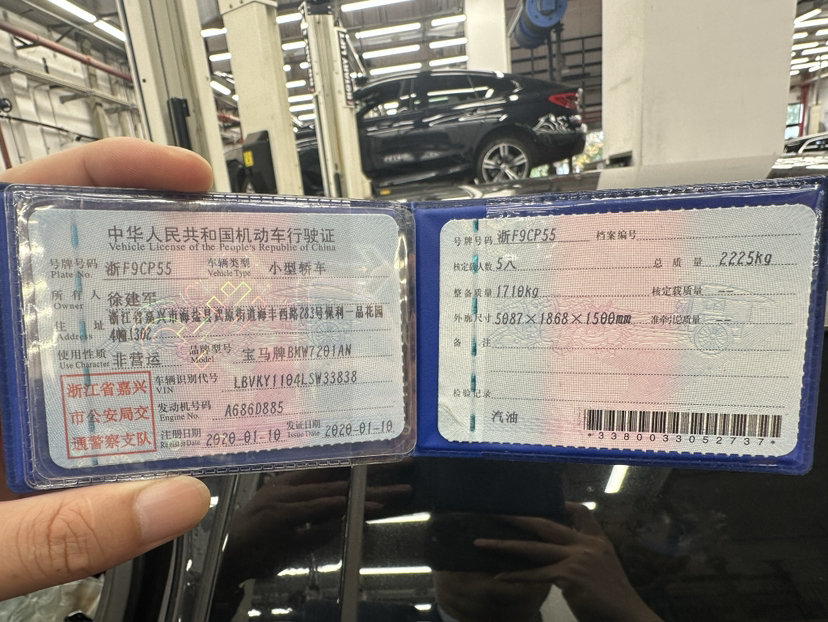 中华人民共和国机动车行驶证
Vehicle License of the People's Republic of China
号牌号码 浙F9CP55 车辆类型 小型轿车
Plate No. Vehicle Type
所有人 徐建军
Owner
住址 浙江省嘉兴市海盐县武原街道海丰西路283号保利一品花园
Address 4幢1302
使用性质 非营运 品牌型号 宝马牌BMW7201AN
Use Character Model
浙江省嘉兴
市公安局交
通警察支队
车辆识别代号 LBVKY1104LSW33838
VIN
发动机号码 A686D885
Engine No.
注册日期 2020-01-10 发证日期 2020-01-10
Register Date Issue Date
号牌号码 浙F9CP55 档案编号
核定载人数 5人 总质量 2225kg
整备质量 1710kg 核定载质量 --
外廓尺寸 5087×1868×1500mm 准牵引总质量 --
备注
检验记录
汽油
*3380033052737*